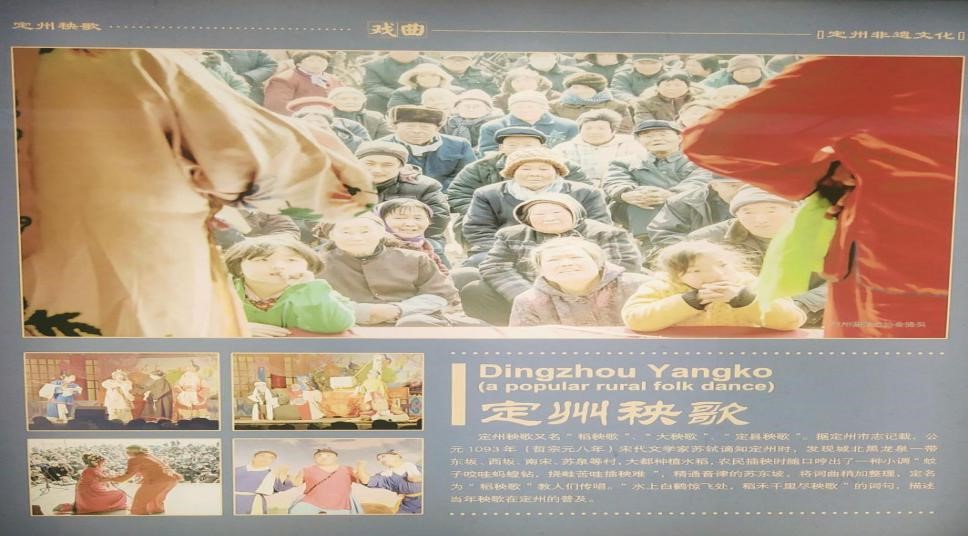 定州秧歌
戏曲
定州非遗文化
Dingzhou Yangko
(a popular rural folk dance)
定州秧歌
定州秧歌又名“稻秧歌”、“大秧歌”、“定县秧歌”。据定州市志记载，公
元1093年（哲宗元八年）宋代文学家苏轼谪知定州时，发现城北黑龙泉一带
东坂、西坂、南宋、苏泉等村，大都种植水稻，农民插秧时随口哼出了一种小调“蚊
子咬哇蚂蝗钻，挠毗苦哇插秧难”，精通音律的苏东坡，将词曲稍加整理，定名
为“稻秧歌”教人们传唱。“水上白鹤惊飞处，稻禾千里尽秧歌”的词句，描述
当年秧歌在定州的普及。